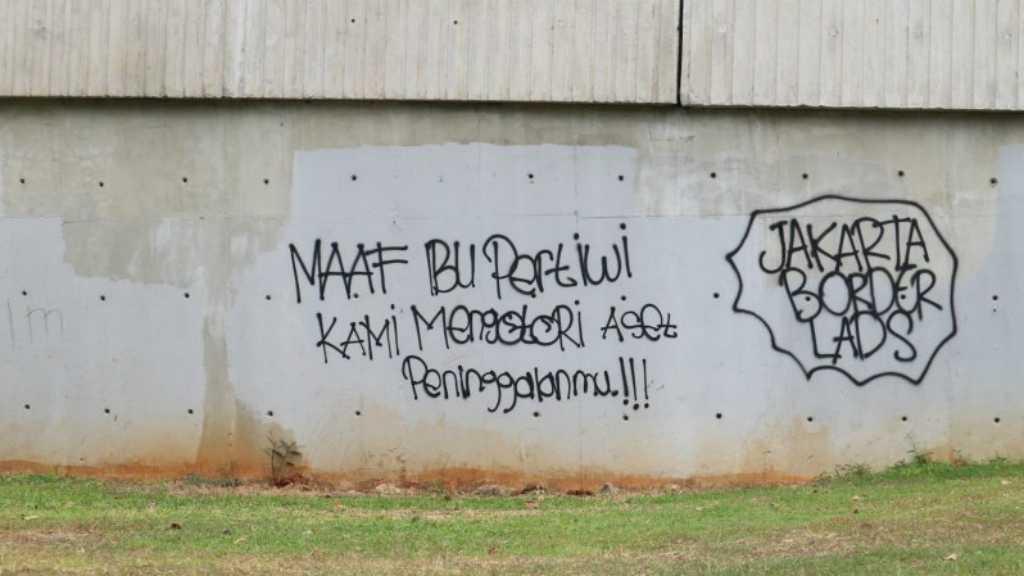 MAAF IBU Pertiwi
KAMi Mengotori Aset
Peninggalanmu.!!!
JAKARTA
BORDER
LADS